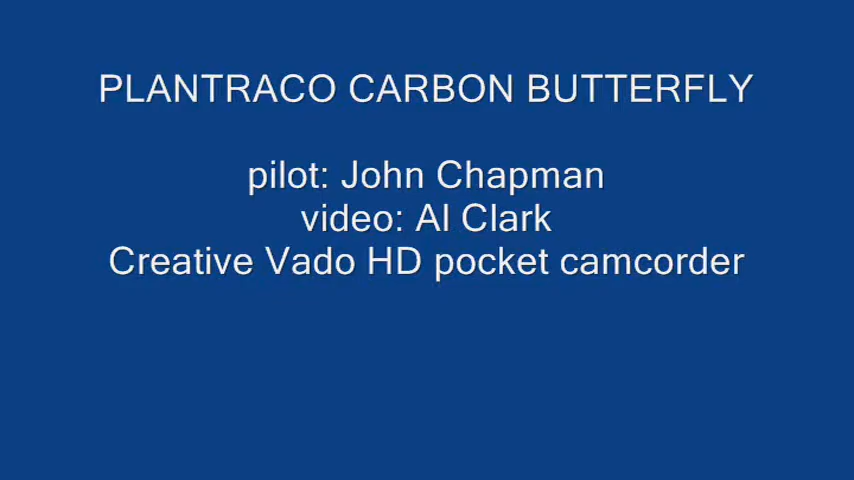 PLANTRACO CARBON BUTTERFLY
pilot: John Chapman
video: Al Clark
Creative Vado HD pocket camcorder